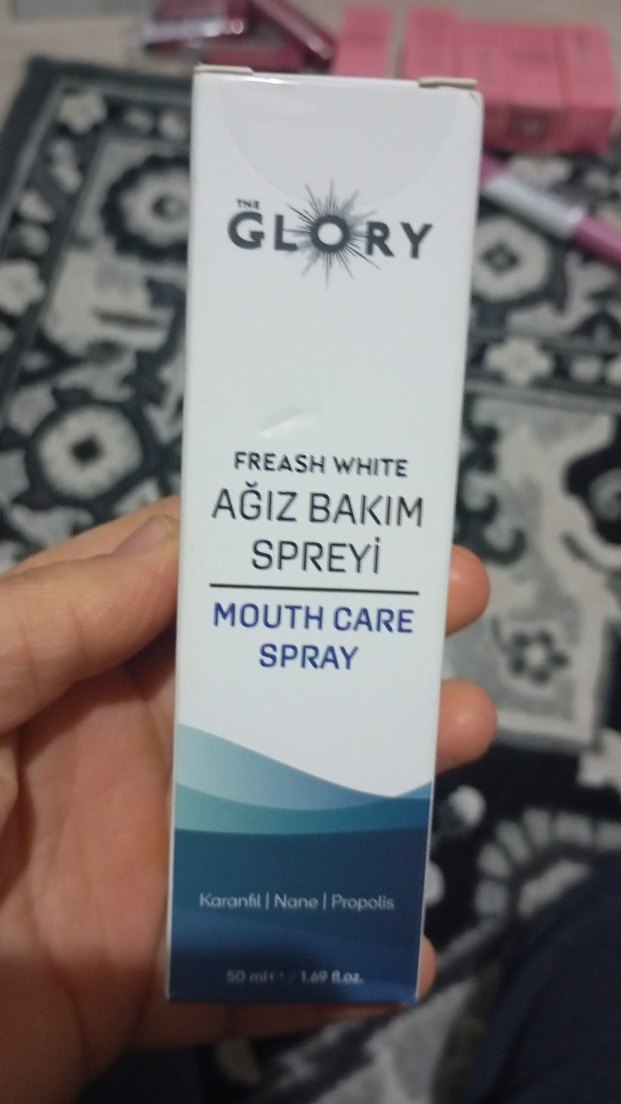 THE
GLORY
FREASH WHITE
AĞIZ BAKIM
SPREYİ
MOUTH CARE
SPRAY
Karanfil | Nane | Propolis
50 ml ℮ / 1.69 fl.oz.